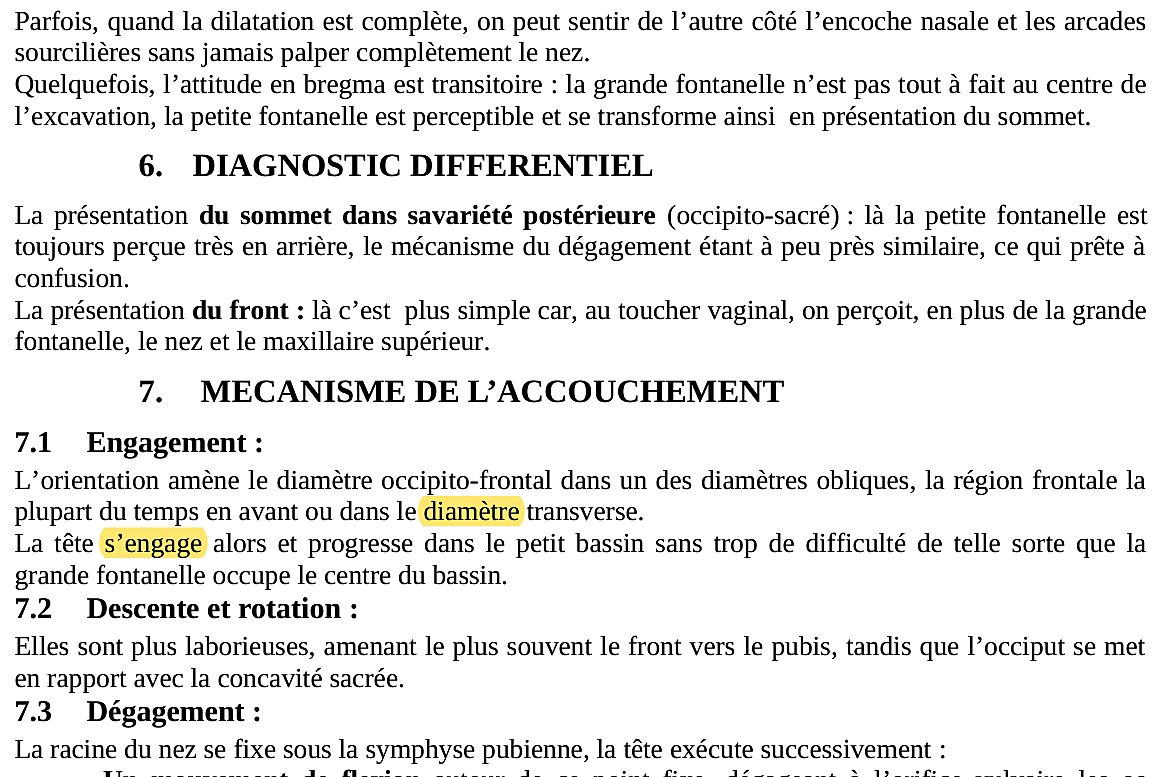 Parfois, quand la dilatation est complète, on peut sentir de l’autre côté l’encoche nasale et les arcades
sourcilières sans jamais palper complètement le nez.
Quelquefois, l’attitude en bregma est transitoire : la grande fontanelle n’est pas tout à fait au centre de
l’excavation, la petite fontanelle est perceptible et se transforme ainsi  en présentation du sommet.
6. DIAGNOSTIC DIFFERENTIEL
La présentation du sommet dans savariété postérieure (occipito-sacré) : là la petite fontanelle est
toujours perçue très en arrière, le mécanisme du dégagement étant à peu près similaire, ce qui prête à
confusion.
La présentation du front : là c’est  plus simple car, au toucher vaginal, on perçoit, en plus de la grande
fontanelle, le nez et le maxillaire supérieur.
7. MECANISME DE L’ACCOUCHEMENT
7.1 Engagement :
L’orientation amène le diamètre occipito-frontal dans un des diamètres obliques, la région frontale la
plupart du temps en avant ou dans le diamètre transverse.
La tête s’engage alors et progresse dans le petit bassin sans trop de difficulté de telle sorte que la
grande fontanelle occupe le centre du bassin.
7.2 Descente et rotation :
Elles sont plus laborieuses, amenant le plus souvent le front vers le pubis, tandis que l’occiput se met
en rapport avec la concavité sacrée.
7.3 Dégagement :
La racine du nez se fixe sous la symphyse pubienne, la tête exécute successivement :